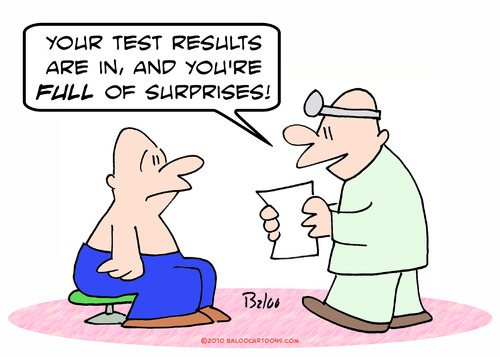 YOUR TEST RESULTS
ARE IN, AND YOU'RE
FULL OF SURPRISES!
Baloo
©2010 BALOOCARTOONS.COM